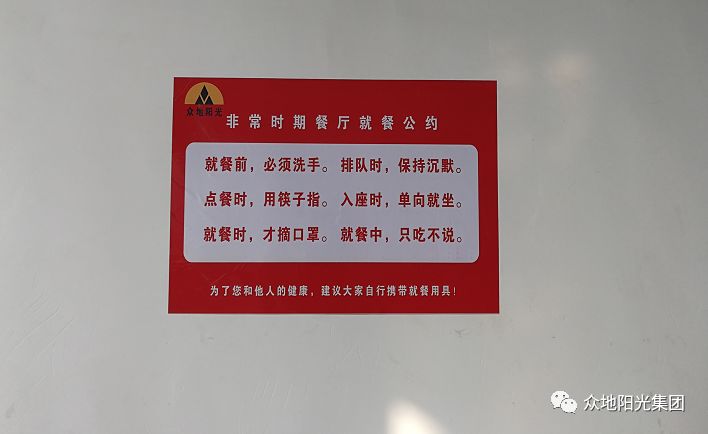 众地阳光
非常时期餐厅就餐公约
就餐前，必须洗手。排队时，保持沉默。
点餐时，用筷子指。入座时，单向就坐。
就餐时，才摘口罩。就餐中，只吃不说。
为了您和他人的健康，建议大家自行携带就餐用具！
众地阳光集团